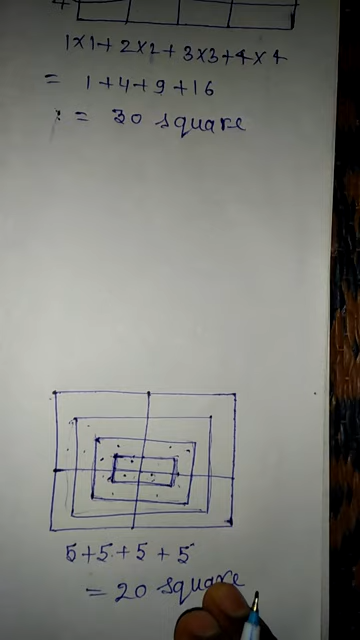 1×1+2×2+3×3+4×4
= 1+4+9+16
= 30 square
5+5+5+5
= 20 square